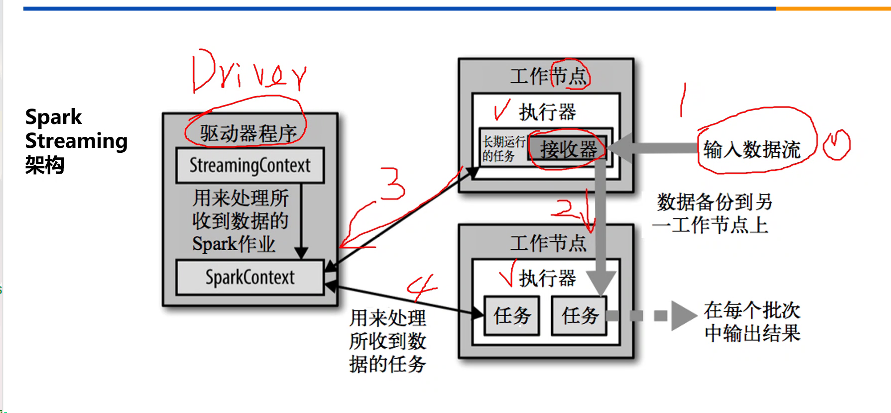 Spark
Streaming
架构
Driver
驱动器程序
StreamingContext
用来处理所
收到数据的
Spark作业
SparkContext
3
4
用来处理
所收到数
据的任务
工作节点
执行器
长期运行
的任务
接收器
1
输入数据流
2
数据备份到另
一工作节点上
工作节点
执行器
任务
任务
在每个批次
中输出结果